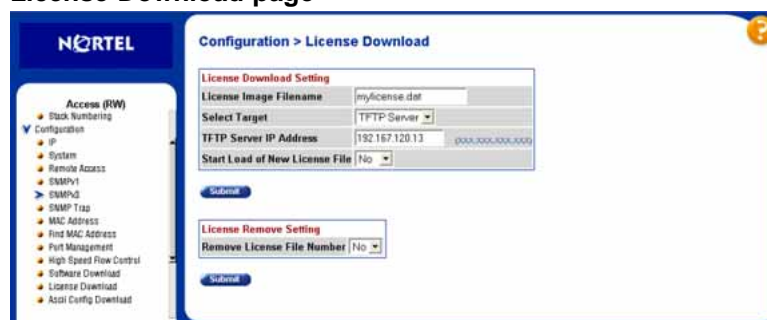 License Download page
NORTEL
Access (RW)
Stack Numbering
Configuration
IP
System
Remote Access
SNMPv1
SNMPv3
SNMP Trap
MAC Address
Find MAC Address
Port Management
High Speed Flow Control
Software Download
License Download
Ascii Config Download
Configuration > License Download
?
License Download Setting
License Image Filename mylicense.dat
Select Target TFTP Server
TFTP Server IP Address 192.167.120.13 (XXX.XXX.XXX.XXX)
Start Load of New License File No
Submit
License Remove Setting
Remove License File Number No
Submit